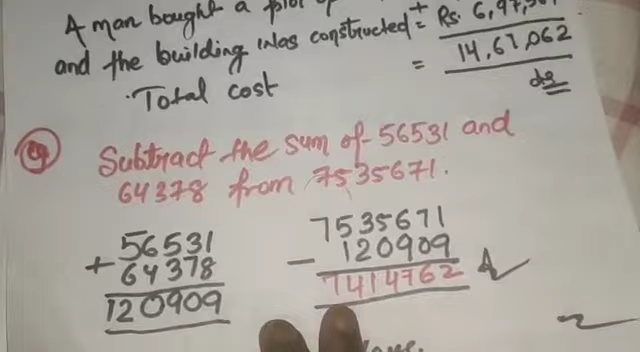 A man bought a plot
and the building was constructed + = Rs. 6,97,
Total cost = 14,67,062
Subtract the sum of 56531 and
64378 from 7535671.
56531
+ 64378
120909
7535671
- 120909
7414762